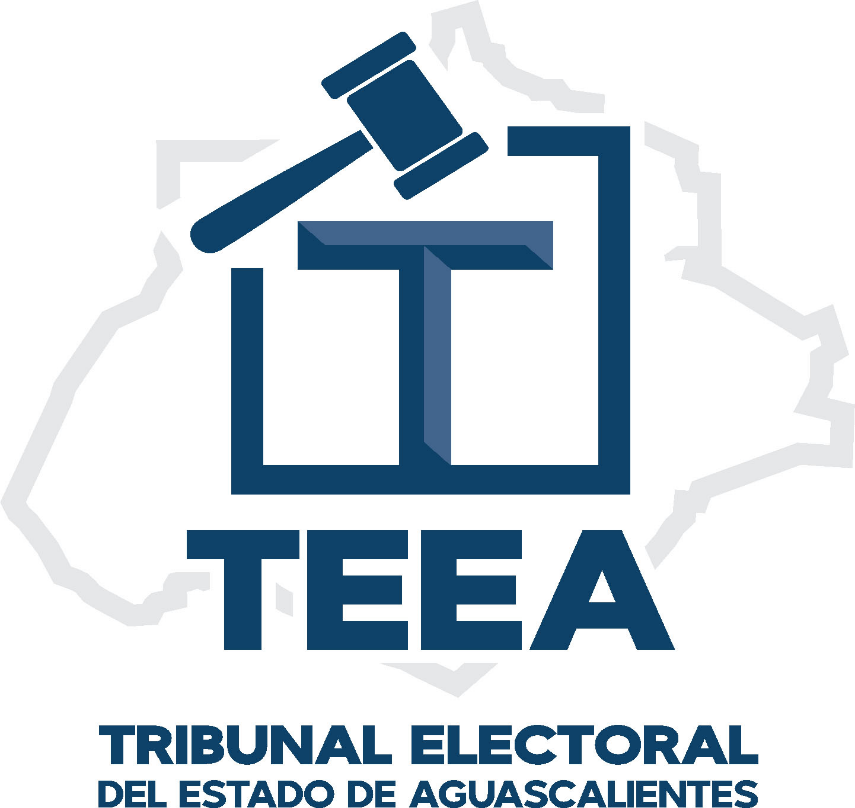 T
TEEA
TRIBUNAL ELECTORAL
DEL ESTADO DE AGUASCALIENTES